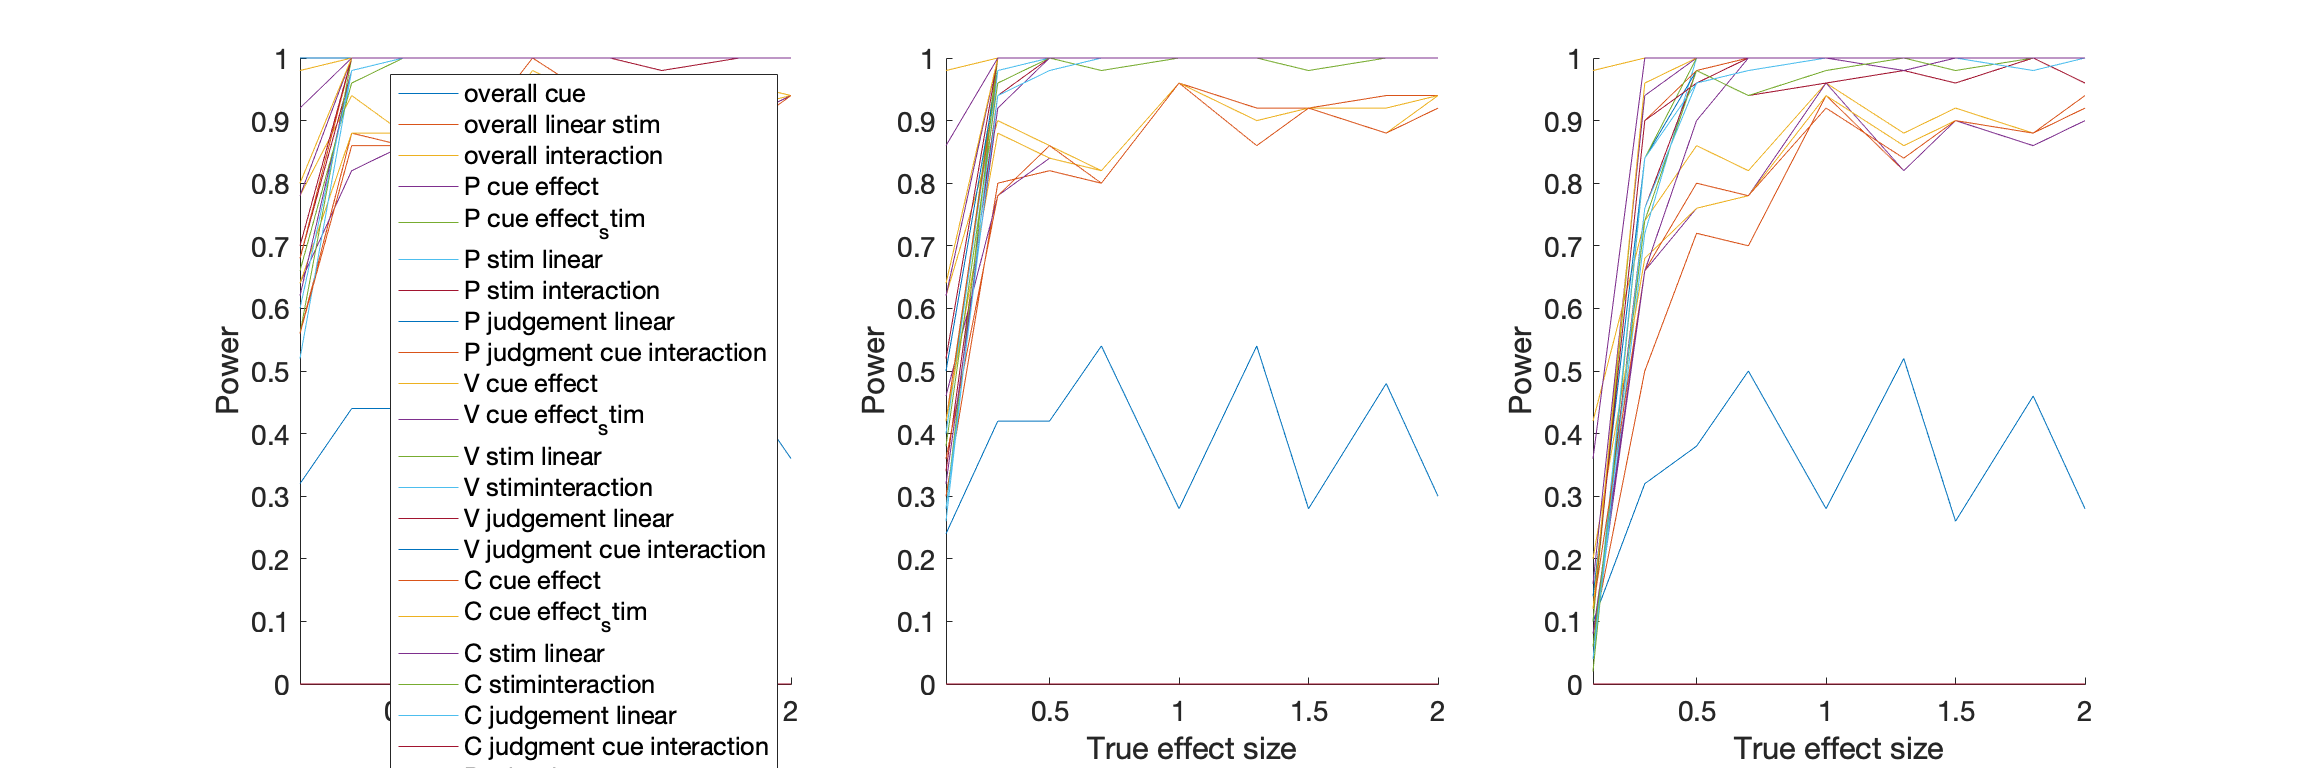 1
0.9
0.8
0.7
0.6
0.5
0.4
0.3
0.2
0.1
0
Power
2
overall cue
overall linear stim
overall interaction
P cue effect
P cue effect_stim
P stim linear
P stim interaction
P judgement linear
P judgment cue interaction
V cue effect
V cue effect_stim
V stim linear
V stiminteraction
V judgement linear
V judgment cue interaction
C cue effect
C cue effect_stim
C stim linear
C stiminteraction
C judgement linear
C judgment cue interaction
1
0.9
0.8
0.7
0.6
0.5
0.4
0.3
0.2
0.1
0
Power
0.5 1 1.5 2
True effect size
1
0.9
0.8
0.7
0.6
0.5
0.4
0.3
0.2
0.1
0
Power
0.5 1 1.5 2
True effect size